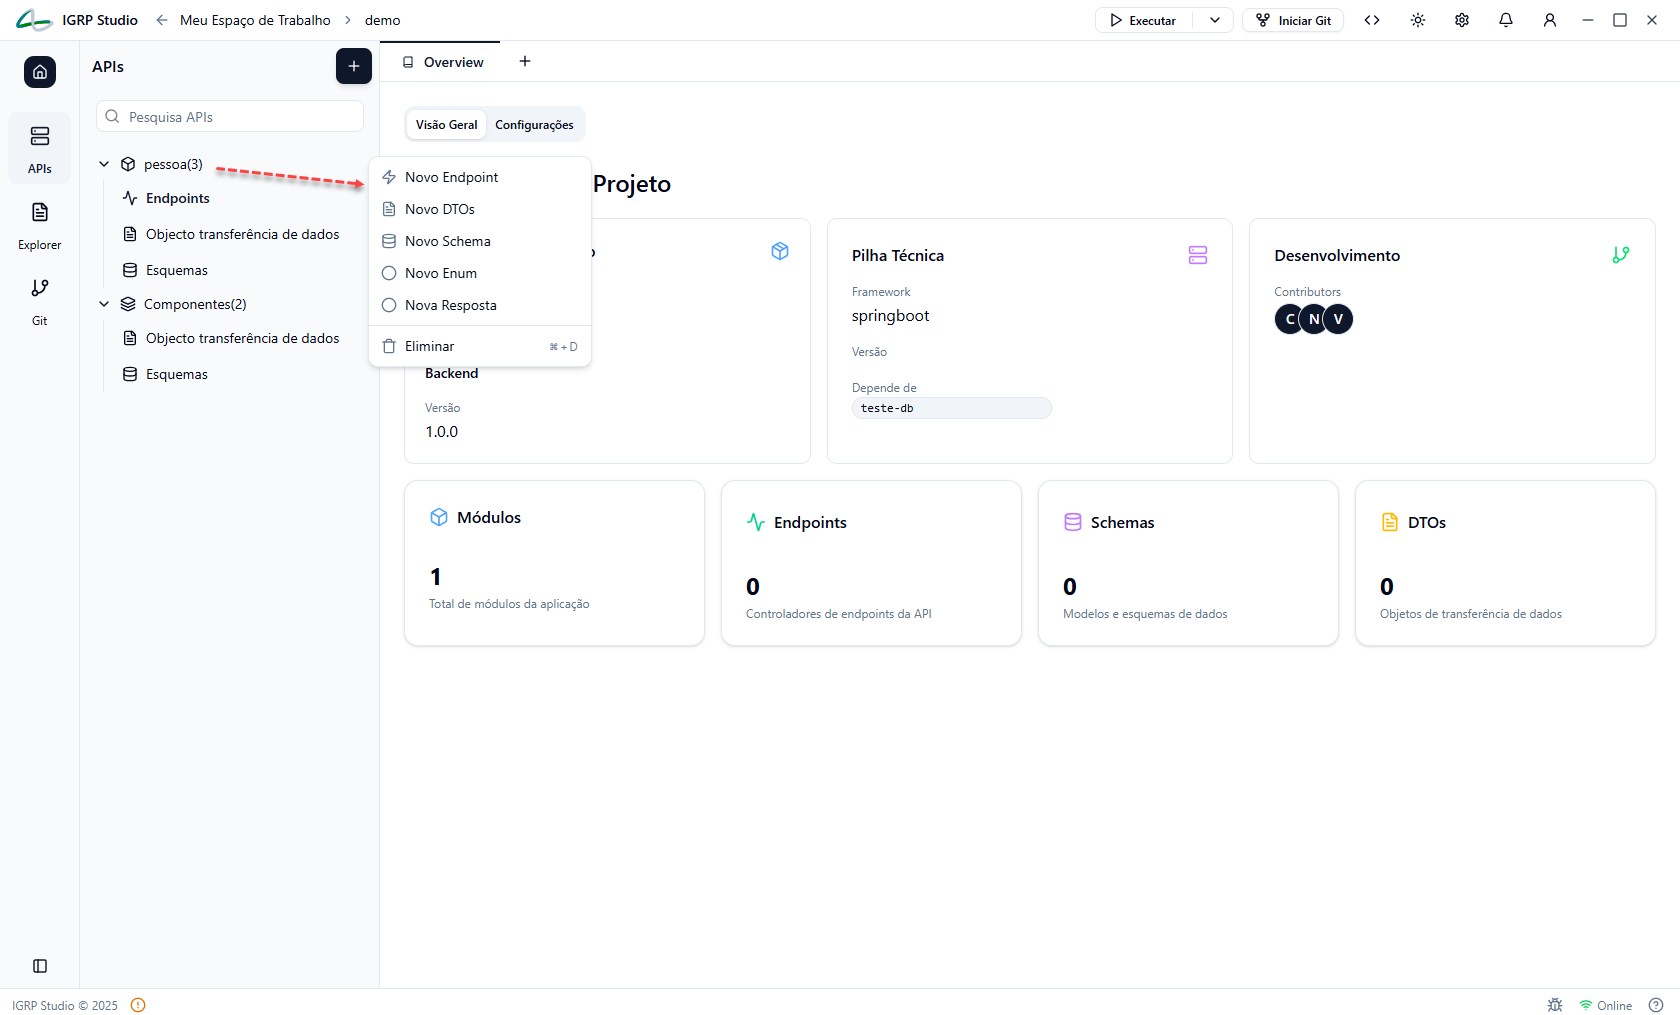 IGRP Studio
Meu Espaço de Trabalho
demo
Executar
Iniciar Git
APIs
Explorer
Git
APIs
Pesquisa APIs
pessoa(3)
Endpoints
Objecto transferência de dados
Esquemas
Componentes(2)
Objecto transferência de dados
Esquemas
Overview
Visão Geral
Configurações
Novo Endpoint
Novo DTOs
Novo Schema
Novo Enum
Nova Resposta
Eliminar
⌘+D
Projeto
Backend
Versão
1.0.0
Pilha Técnica
Framework
springboot
Versão
Depende de
teste-db
Desenvolvimento
Contributors
C N V
Módulos
1
Total de módulos da aplicação
Endpoints
0
Controladores de endpoints da API
Schemas
0
Modelos e esquemas de dados
DTOs
0
Objetos de transferência de dados
IGRP Studio © 2025
Online